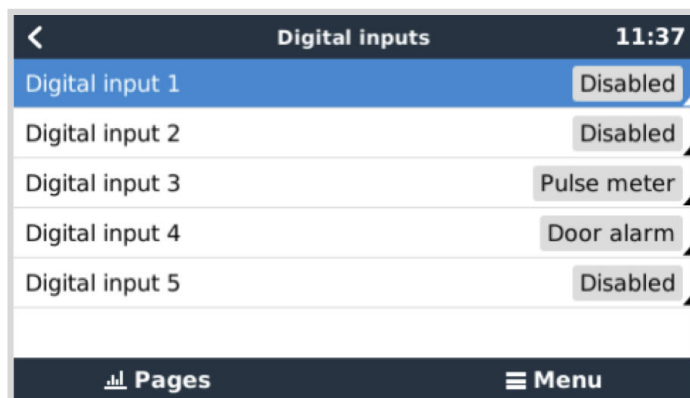 Digital inputs 11:37
Digital input 1 Disabled
Digital input 2 Disabled
Digital input 3 Pulse meter
Digital input 4 Door alarm
Digital input 5 Disabled
Pages Menu